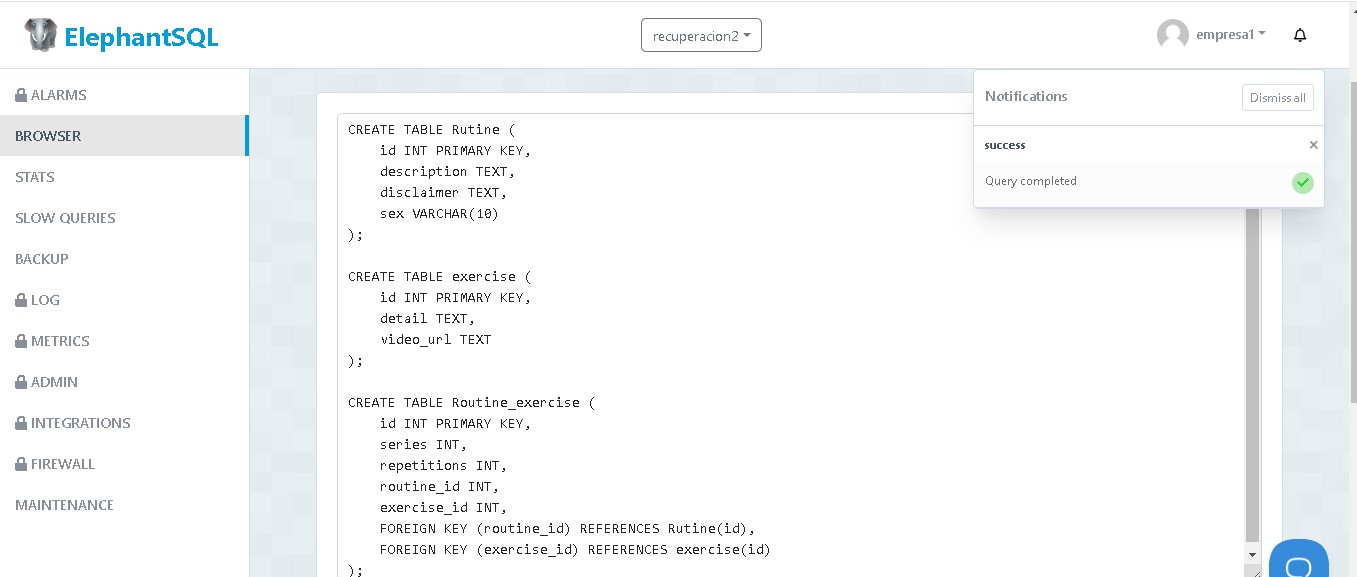 ElephantSQL
recuperacion2
empresa1
ALARMS
BROWSER
STATS
SLOW QUERIES
BACKUP
LOG
METRICS
ADMIN
INTEGRATIONS
FIREWALL
MAINTENANCE
CREATE TABLE Rutine (
    id INT PRIMARY KEY,
    description TEXT,
    disclaimer TEXT,
    sex VARCHAR(10)
);

CREATE TABLE exercise (
    id INT PRIMARY KEY,
    detail TEXT,
    video_url TEXT
);

CREATE TABLE Routine_exercise (
    id INT PRIMARY KEY,
    series INT,
    repetitions INT,
    routine_id INT,
    exercise_id INT,
    FOREIGN KEY (routine_id) REFERENCES Rutine(id),
    FOREIGN KEY (exercise_id) REFERENCES exercise(id)
);
Notifications
Dismiss all
success
×
Query completed